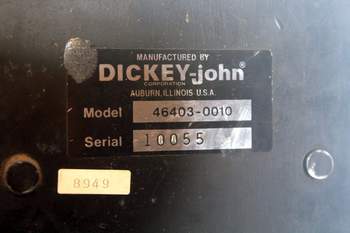 MANUFACTURED BY
DICKEY-john
CORPORATION
AUBURN, ILLINOIS U.S.A.
Model 46403-0010
Serial 10055
8949